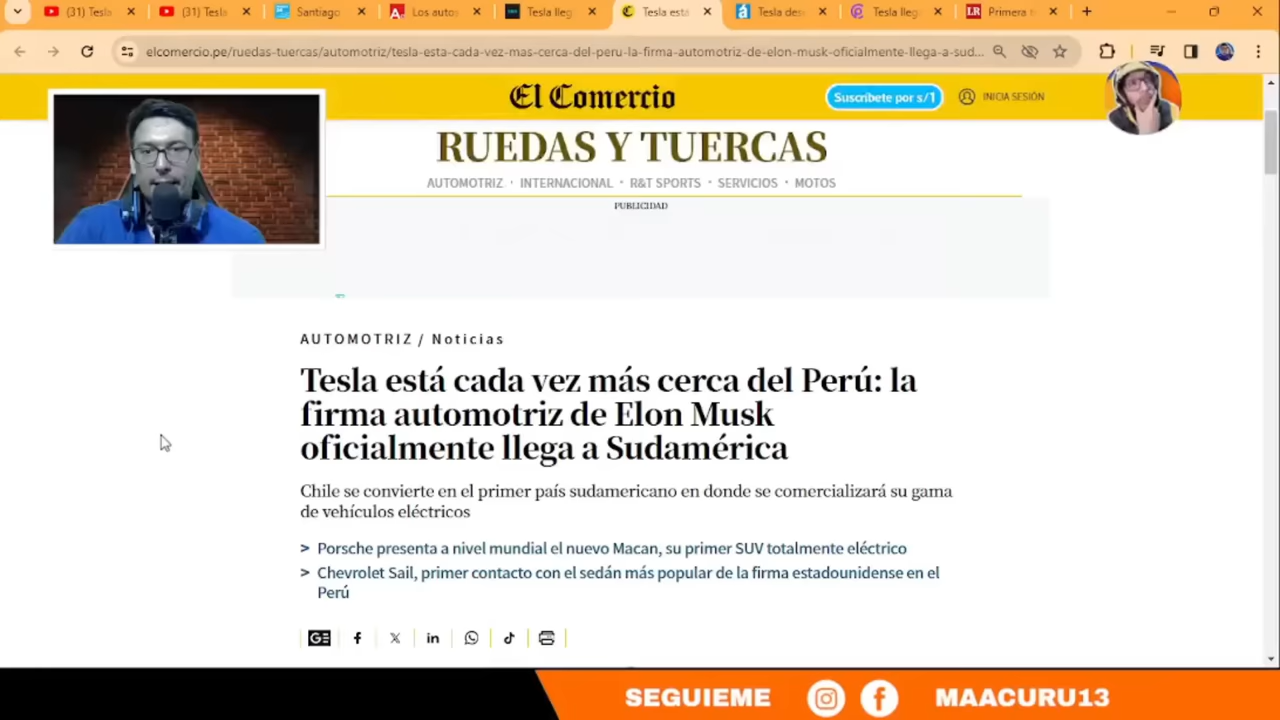 (31) Tesla
(31) Tesla
Santiago
Los autos
Tesla lleg
Tesla está
Tesla des
Tesla lleg
Primera t
elcomercio.pe/ruedas-tuercas/automotriz/tesla-esta-cada-vez-mas-cerca-del-peru-la-firma-automotriz-de-elon-musk-oficialmente-llega-a-sud...
El Comercio
Suscríbete por s/1
INICIA SESIÓN
RUEDAS Y TUERCAS
AUTOMOTRIZ · INTERNACIONAL · R&T SPORTS · SERVICIOS · MOTOS
PUBLICIDAD
AUTOMOTRIZ / Noticias
Tesla está cada vez más cerca del Perú: la
firma automotriz de Elon Musk
oficialmente llega a Sudamérica
Chile se convierte en el primer país sudamericano en donde se comercializará su gama
de vehículos eléctricos
> Porsche presenta a nivel mundial el nuevo Macan, su primer SUV totalmente eléctrico
> Chevrolet Sail, primer contacto con el sedán más popular de la firma estadounidense en el
Perú
SEGUIEME MAACURU13